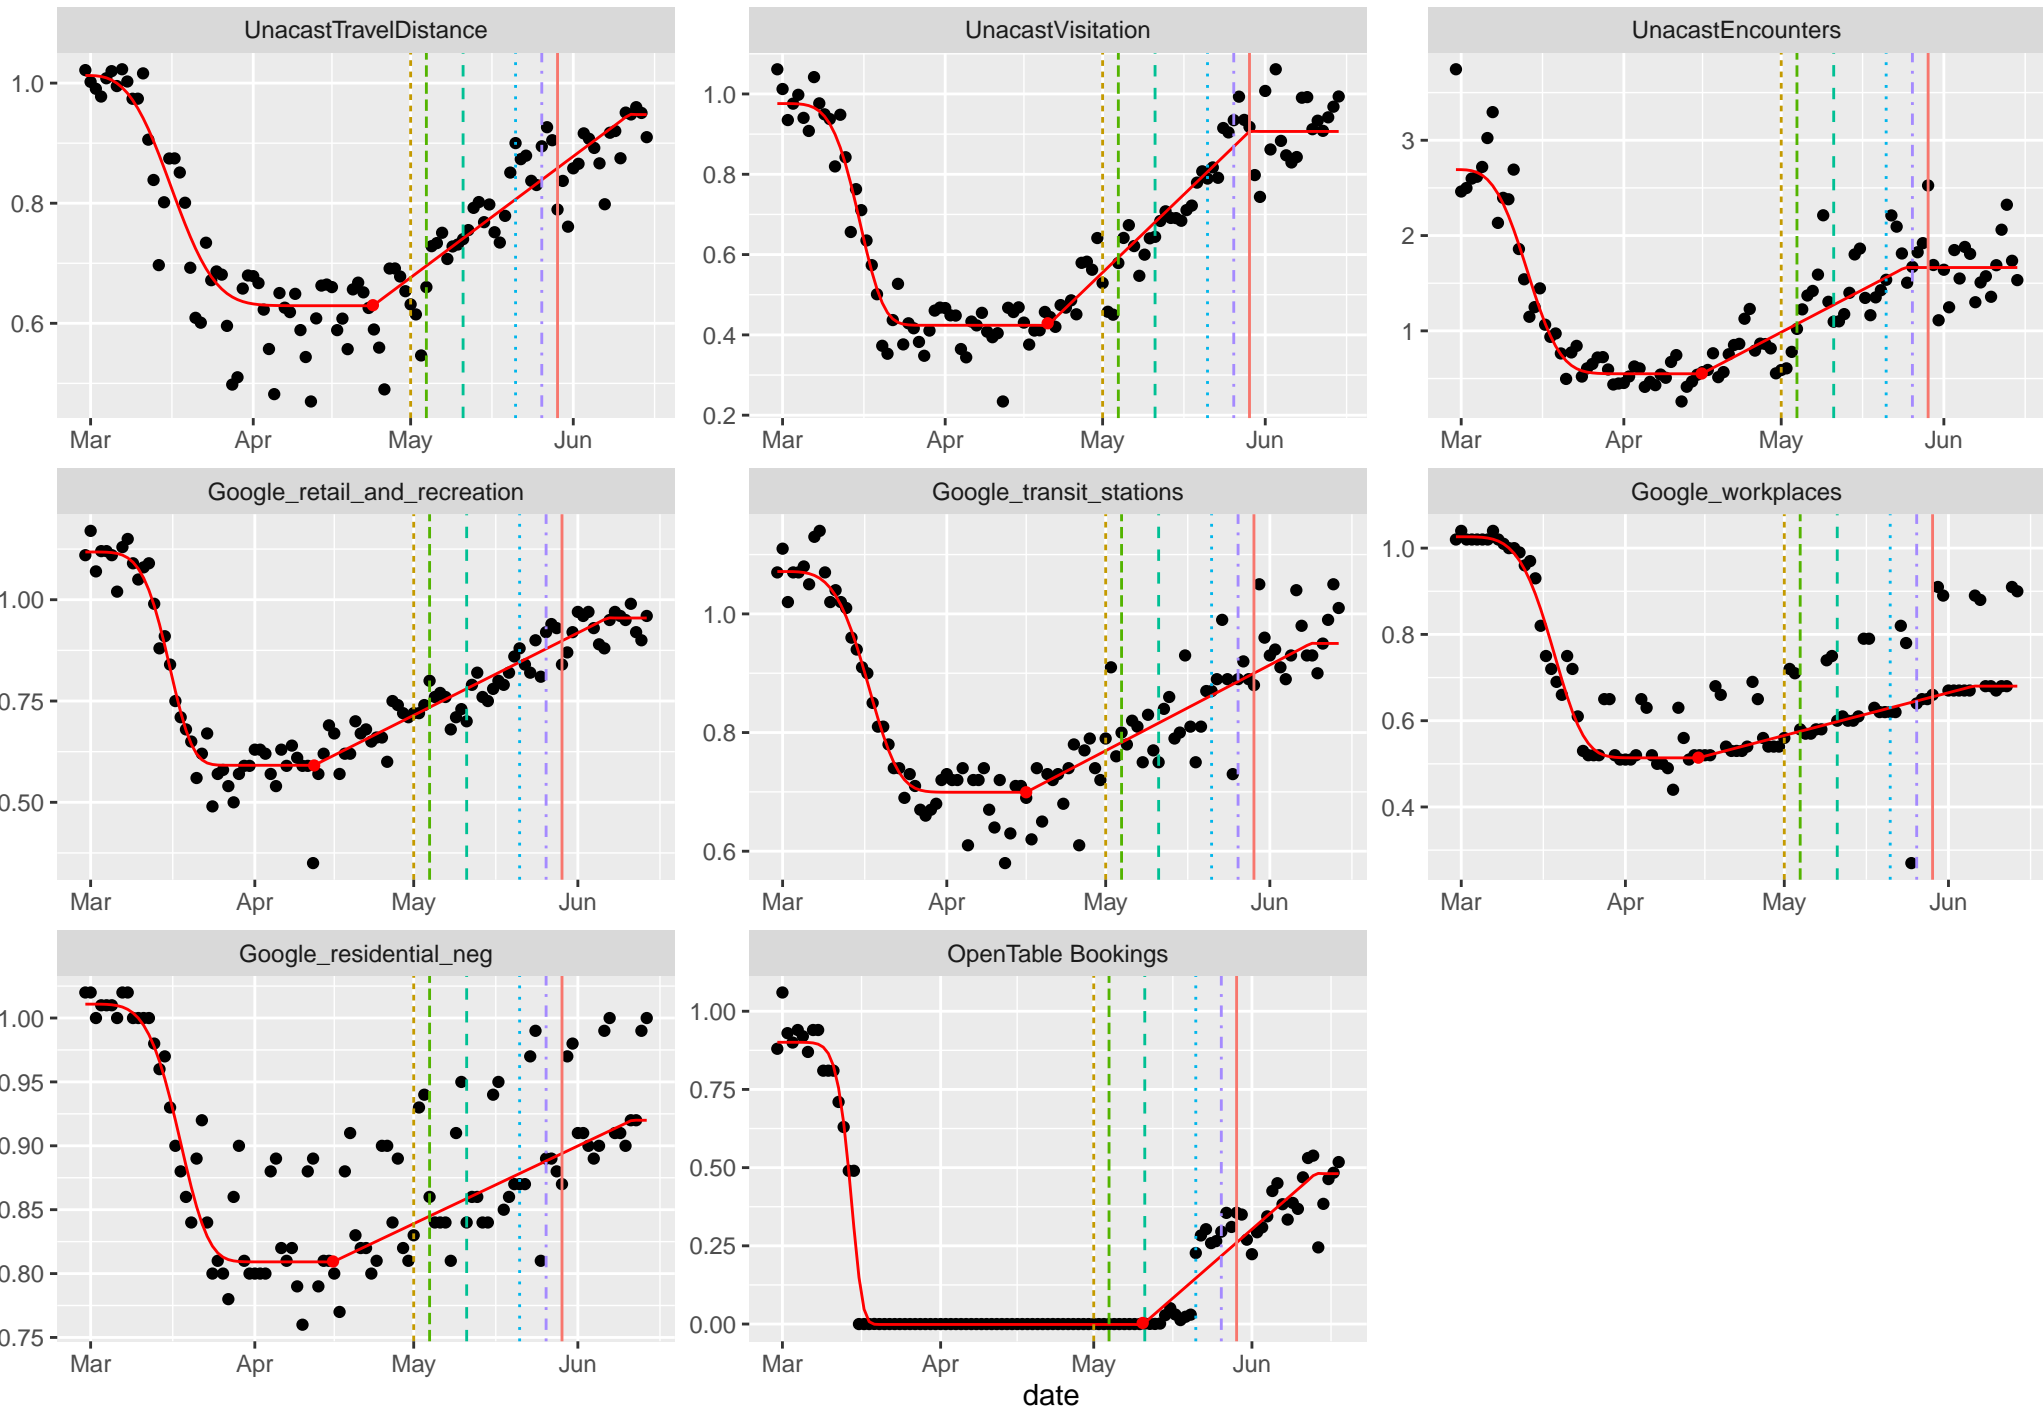 UnacastTravelDistance
UnacastVisitation
UnacastEncounters
1.0
0.8
0.6
Mar Apr May Jun
1.0
0.8
0.6
0.4
0.2
Mar Apr May Jun
3
2
1
Mar Apr May Jun
Google_retail_and_recreation
Google_transit_stations
Google_workplaces
1.00
0.75
0.50
Mar Apr May Jun
1.0
0.8
0.6
Mar Apr May Jun
1.0
0.8
0.6
0.4
Mar Apr May Jun
Google_residential_neg
OpenTable Bookings
1.00
0.95
0.90
0.85
0.80
0.75
Mar Apr May Jun
1.00
0.75
0.50
0.25
0.00
Mar Apr May Jun
date